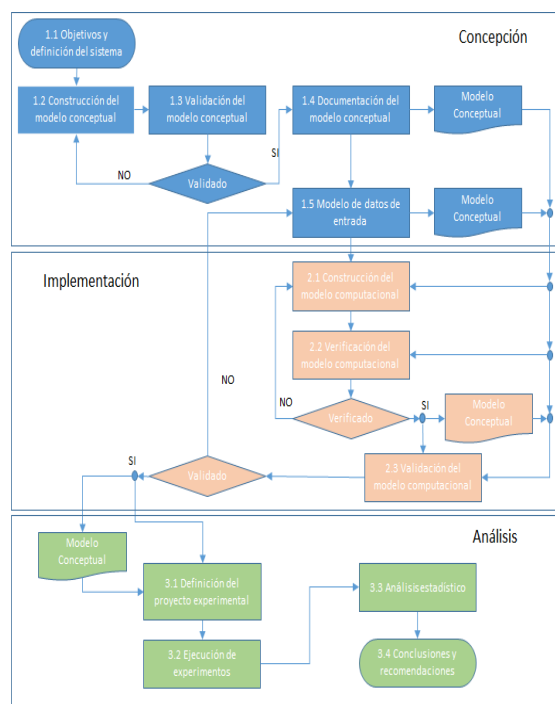 Concepción
1.1 Objetivos y
definición del sistema
1.2 Construcción del
modelo conceptual
1.3 Validación del
modelo conceptual
1.4 Documentación del
modelo conceptual
Modelo
Conceptual
SI
NO
Validado
1.5 Modelo de datos de
entrada
Modelo
Conceptual
Implementación
2.1 Construcción del
modelo computacional
2.2 Verificación del
modelo computacional
NO
NO
Verificado
SI
Modelo
Conceptual
SI
Validado
2.3 Validación del
modelo computacional
Análisis
Modelo
Conceptual
3.1 Definición del
proyecto experimental
3.3 Análisis estadístico
3.2 Ejecución de
experimentos
3.4 Conclusiones y
recomendaciones